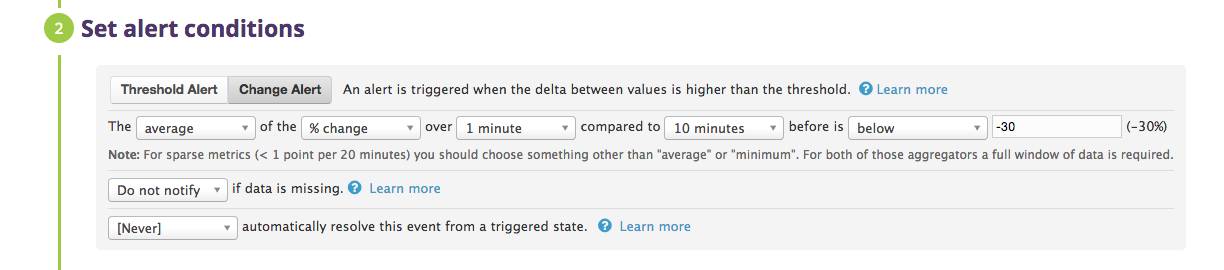 2 Set alert conditions
Threshold Alert Change Alert An alert is triggered when the delta between values is higher than the threshold. ? Learn more
The average of the % change over 1 minute compared to 10 minutes before is below -30 (-30%)
Note: For sparse metrics (< 1 point per 20 minutes) you should choose something other than "average" or "minimum". For both of those aggregators a full window of data is required.
Do not notify if data is missing. ? Learn more
[Never] automatically resolve this event from a triggered state. ? Learn more